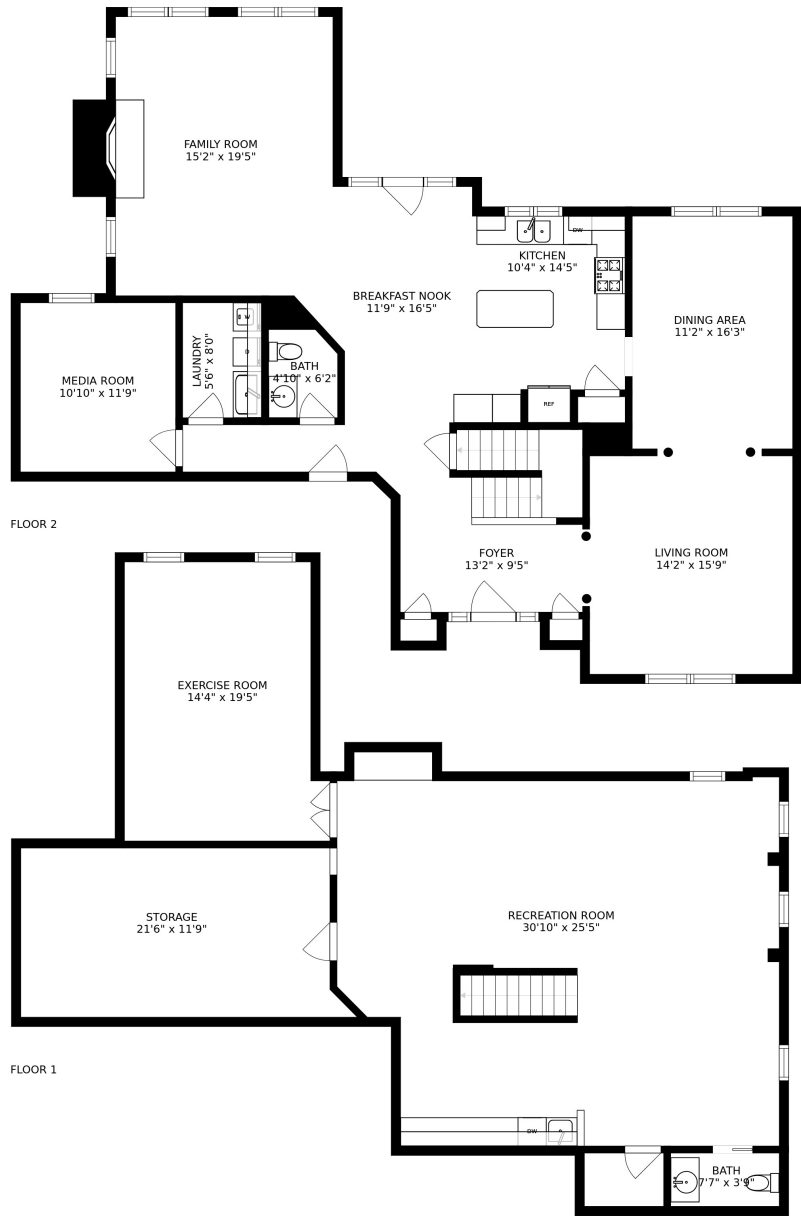 FAMILY ROOM
15'2" x 19'5"
KITCHEN
10'4" x 14'5"
DW
BREAKFAST NOOK
11'9" x 16'5"
DINING AREA
11'2" x 16'3"
W
D
LAUNDRY
5'6" x 8'0"
BATH
4'10" x 6'2"
MEDIA ROOM
10'10" x 11'9"
REF
FOYER
13'2" x 9'5"
LIVING ROOM
14'2" x 15'9"
FLOOR 2
EXERCISE ROOM
14'4" x 19'5"
STORAGE
21'6" x 11'9"
RECREATION ROOM
30'10" x 25'5"
DW
BATH
7'7" x 3'9"
FLOOR 1